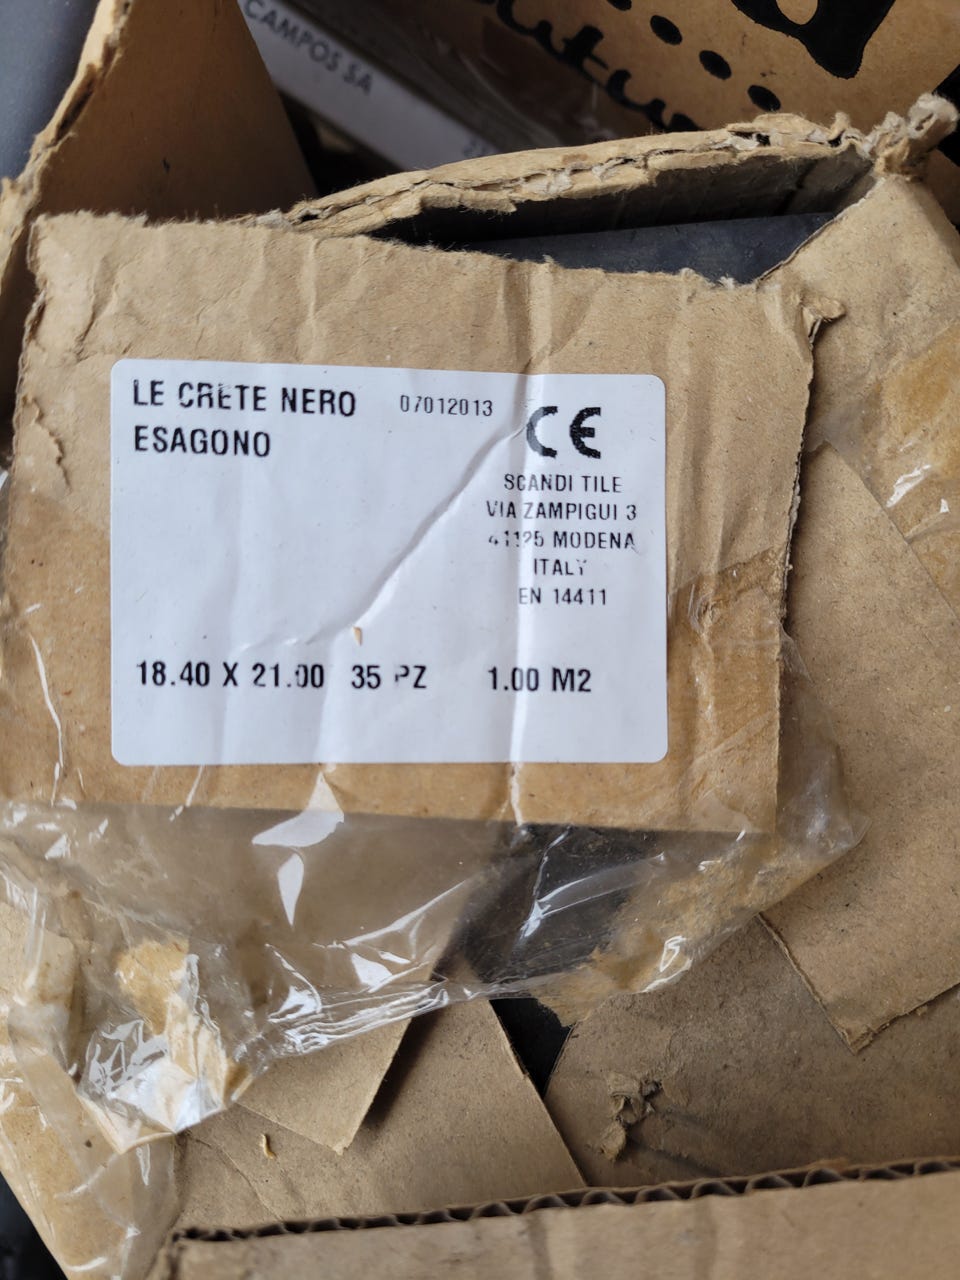 CAMPOS SA
LE CRETE NERO 07012013
ESAGONO
CE
SCANDI TILE
VIA ZAMPIGUI 3
41125 MODENA
ITALY
EN 14411
18.40 X 21.00 35 PZ 1.00 M2